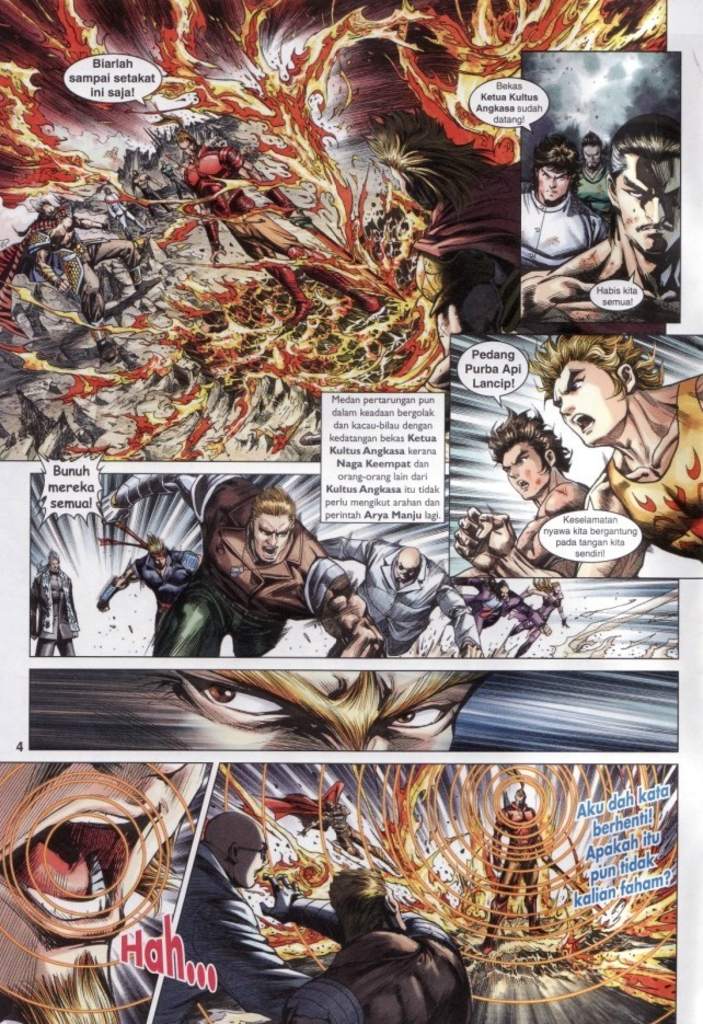 Biarlah
sampai setakat
ini saja!
Bekas
Ketua Kultus
Angkasa sudah
datang!
Habis kita
semua!
Pedang
Purba Api
Lancip!
Medan pertarungan pun
dalam keadaan bergolak
dan kacau-bilau dengan
kedatangan bekas Ketua
Kultus Angkasa kerana
Naga Keempat dan
orang-orang lain dari
Kultus Angkasa itu tidak
perlu mengikut arahan dan
perintah Arya Manju lagi.
Keselamatan
nyawa kita bergantung
pada tangan kita
sendiri!
Bunuh
mereka
semua!
4
Hah...
Aku dah kata
berhenti!
Apakah itu
pun tidak
kalian faham?